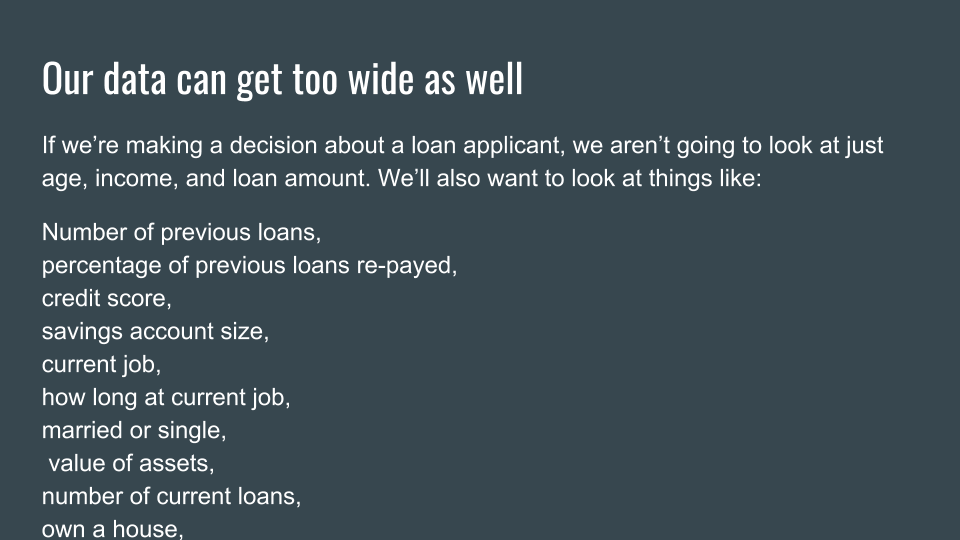 Our data can get too wide as well
If we’re making a decision about a loan applicant, we aren’t going to look at just
age, income, and loan amount. We’ll also want to look at things like:
Number of previous loans,
percentage of previous loans re-payed,
credit score,
savings account size,
current job,
how long at current job,
married or single,
value of assets,
number of current loans,
own a house,